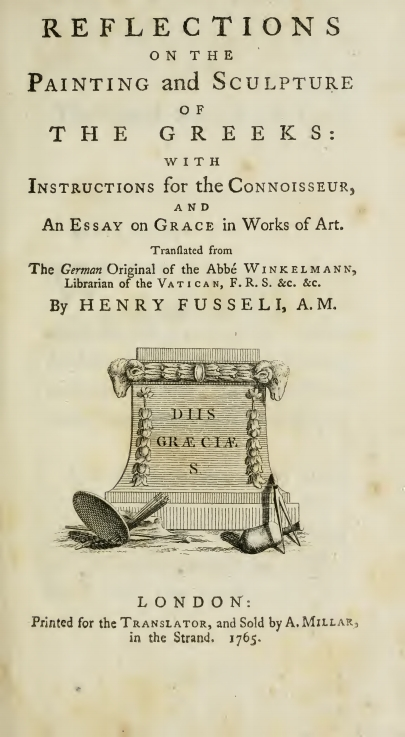 REFLECTIONS
ON THE
PAINTING and SCULPTURE
OF
THE GREEKS:
WITH
INSTRUCTIONS for the CONNOISSEUR,
AND
An ESSAY on GRACE in Works of Art.
Tranſlated from
The German Original of the Abbé WINKELMANN,
Librarian of the VATICAN, F.R.S. &c. &c.
By HENRY FUSSELI, A.M.
DIIS
GRÆCIÆ
S.
LONDON:
Printed for the TRANSLATOR, and Sold by A. MILLAR,
in the Strand. 1765.